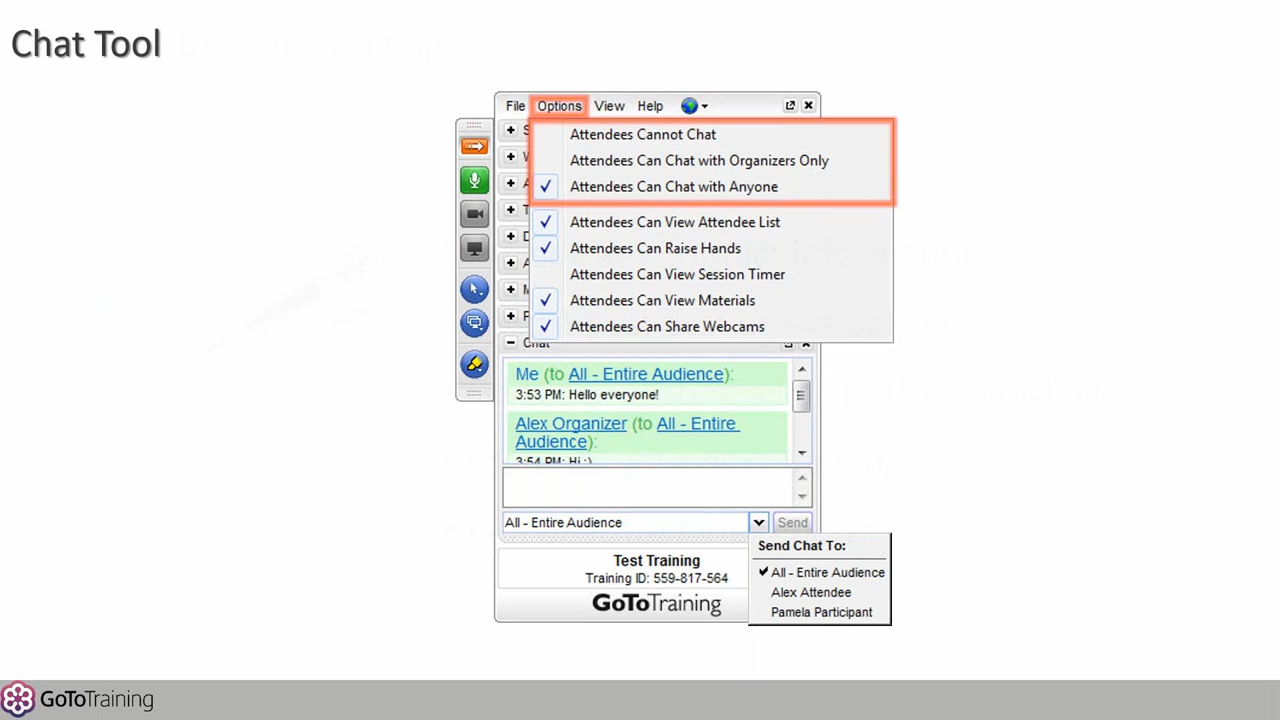 Chat Tool
File Options View Help
Attendees Cannot Chat
Attendees Can Chat with Organizers Only
Attendees Can Chat with Anyone
Attendees Can View Attendee List
Attendees Can Raise Hands
Attendees Can View Session Timer
Attendees Can View Materials
Attendees Can Share Webcams
Chat
Me (to All - Entire Audience):
3:53 PM: Hello everyone!
Alex Organizer (to All - Entire
Audience):
3:54 PM: Hi :)
All - Entire Audience
Send
Send Chat To:
All - Entire Audience
Alex Attendee
Pamela Participant
Test Training
Training ID: 559-817-564
GoToTraining
GoToTraining